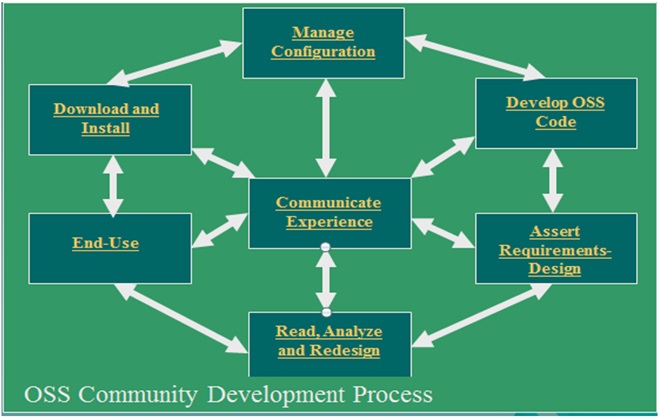 Manage
Configuration
Download and
Install
Develop OSS
Code
Communicate
Experience
End-Use
Assert
Requirements-
Design
Read, Analyze
and Redesign
OSS Community Development Process